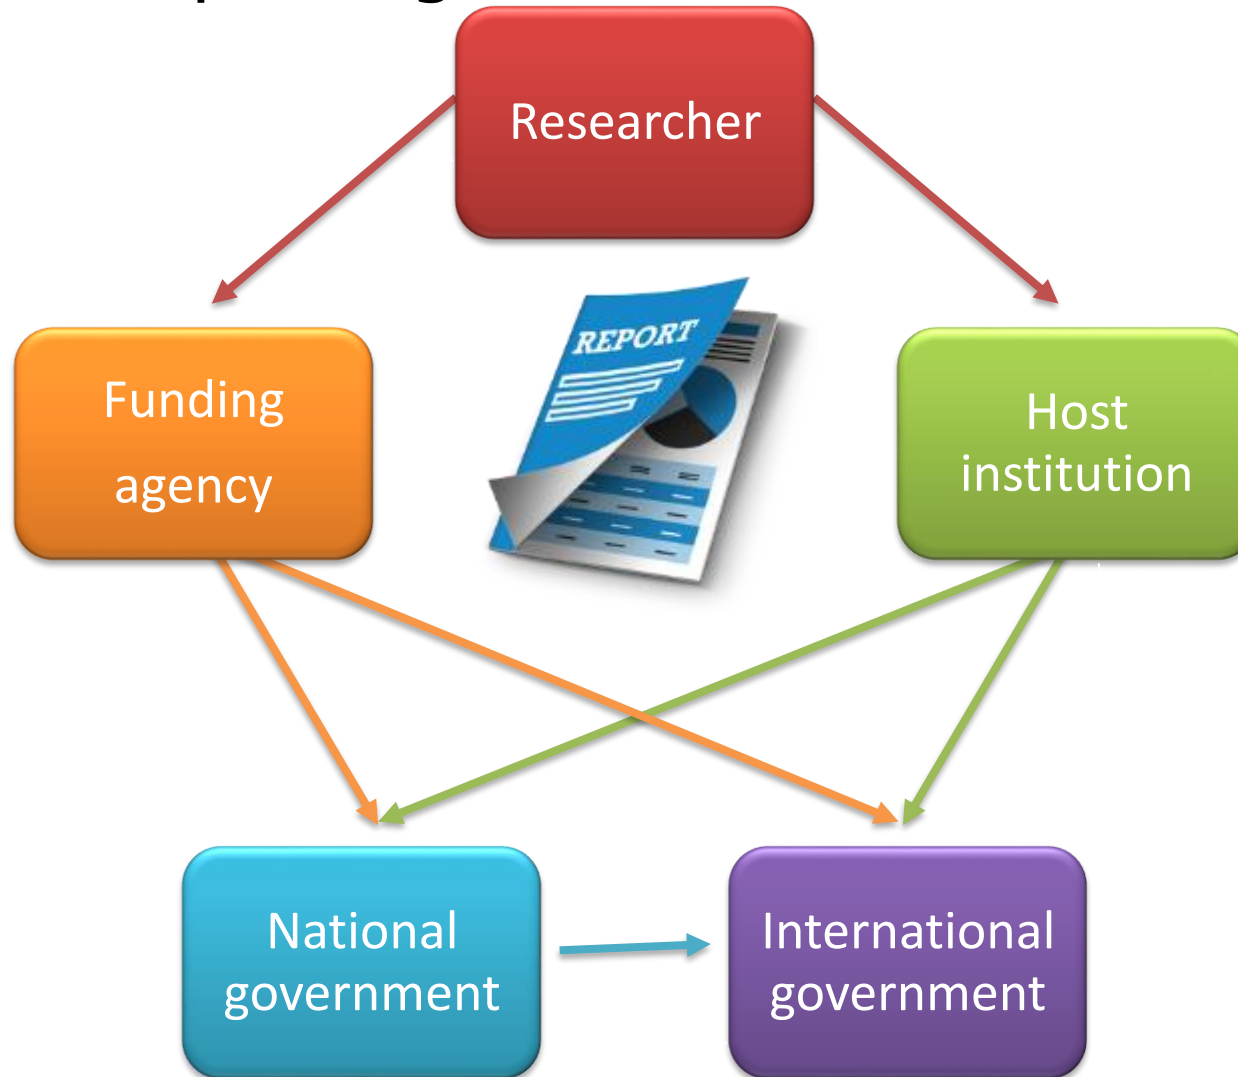 Researcher
REPORT
Funding
agency
Host
institution
National
government
International
government